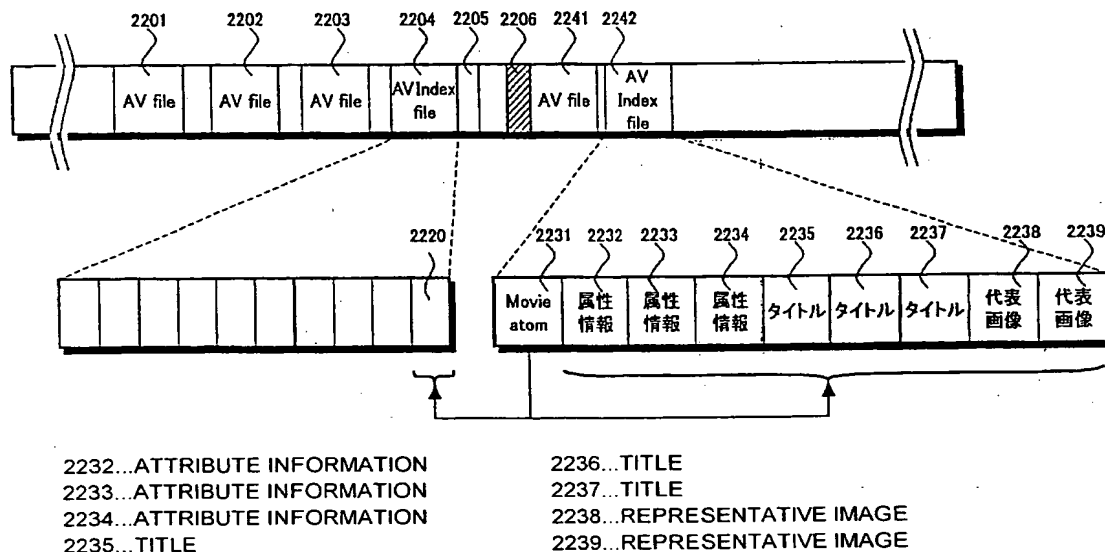 2201 2202 2203 2204 2205 2206 2241 2242
AV file AV file AV file AV Index file AV file AV Index file
2220 2231 2232 2233 2234 2235 2236 2237 2238 2239
Movie atom 属性情報 属性情報 属性情報 タイトル タイトル タイトル 代表画像 代表画像
2232...ATTRIBUTE INFORMATION
2233...ATTRIBUTE INFORMATION
2234...ATTRIBUTE INFORMATION
2235...TITLE
2236...TITLE
2237...TITLE
2238...REPRESENTATIVE IMAGE
2239...REPRESENTATIVE IMAGE